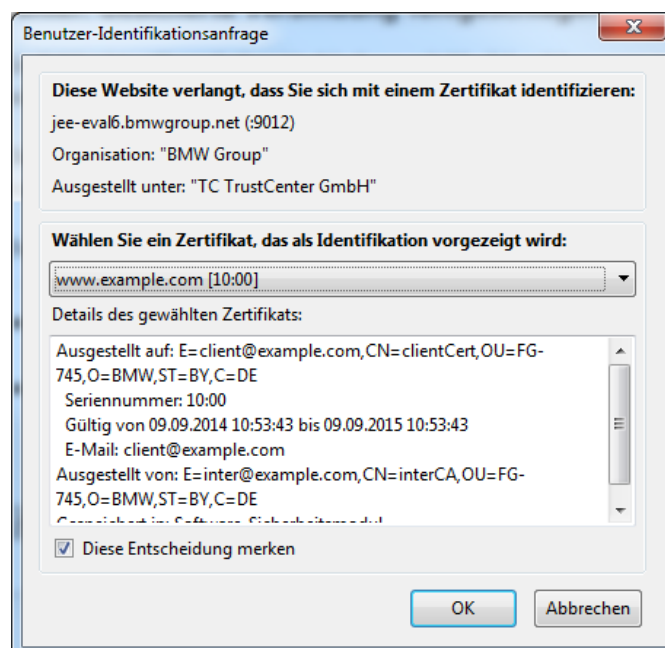 Benutzer-Identifikationsanfrage
Diese Website verlangt, dass Sie sich mit einem Zertifikat identifizieren:
jee-eval6.bmwgroup.net (:9012)
Organisation: "BMW Group"
Ausgestellt unter: "TC TrustCenter GmbH"
Wählen Sie ein Zertifikat, das als Identifikation vorgezeigt wird:
www.example.com [10:00]
Details des gewählten Zertifikats:
Ausgestellt auf: E=client@example.com,CN=clientCert,OU=FG-
745,O=BMW,ST=BY,C=DE
Seriennummer: 10:00
Gültig von 09.09.2014 10:53:43 bis 09.09.2015 10:53:43
E-Mail: client@example.com
Ausgestellt von: E=inter@example.com,CN=interCA,OU=FG-
745,O=BMW,ST=BY,C=DE
Gespeichert in: Software-Sicherheitsmodul
Diese Entscheidung merken
OK
Abbrechen